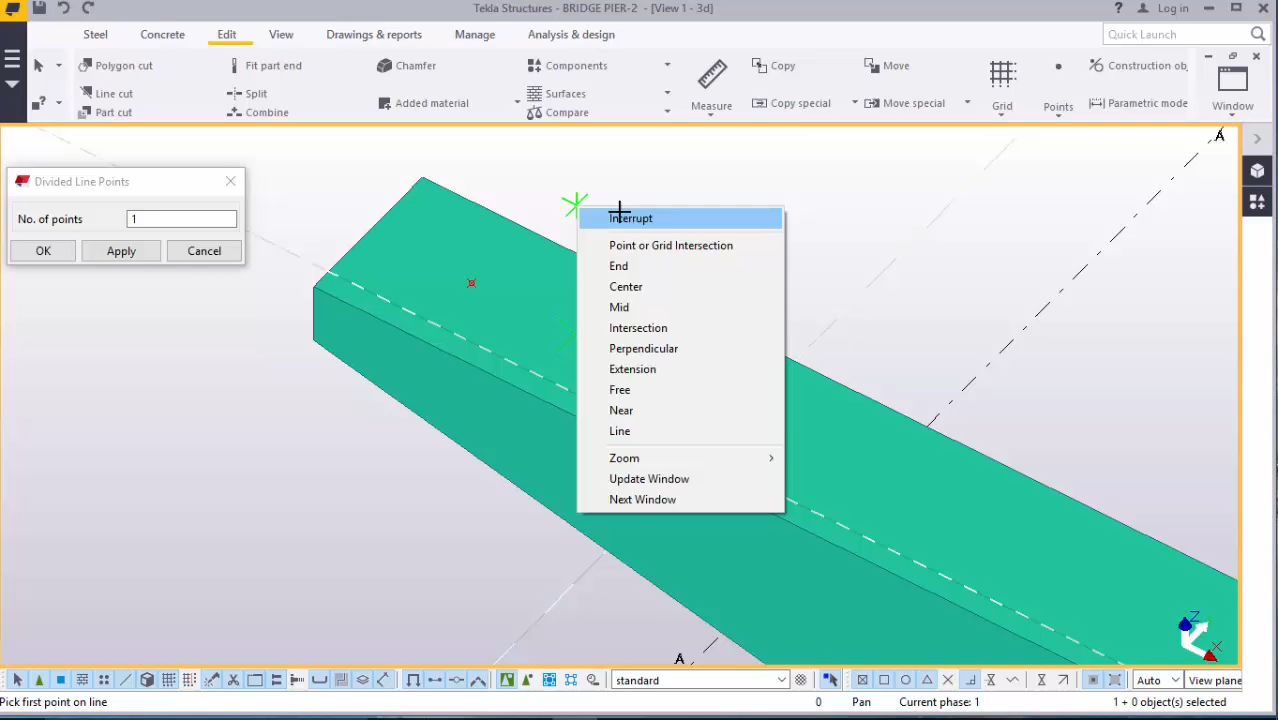 Tekla Structures - BRIDGE PIER-2 - [View 1 - 3d]
? Log in
Steel Concrete Edit View Drawings & reports Manage Analysis & design
Quick Launch
Polygon cut Fit part end Chamfer Components Copy Move Construction obj
Line cut Split Surfaces
Added material Measure Copy special Move special Grid Points Parametric mode Window
Part cut Combine Compare
A
Divided Line Points
No. of points 1
OK Apply Cancel
Interrupt
Point or Grid Intersection
End
Center
Mid
Intersection
Perpendicular
Extension
Free
Near
Line
Zoom
Update Window
Next Window
Z
X
A
standard Auto View plane
Pick first point on line 0 Pan Current phase: 1 1 + 0 object(s) selected